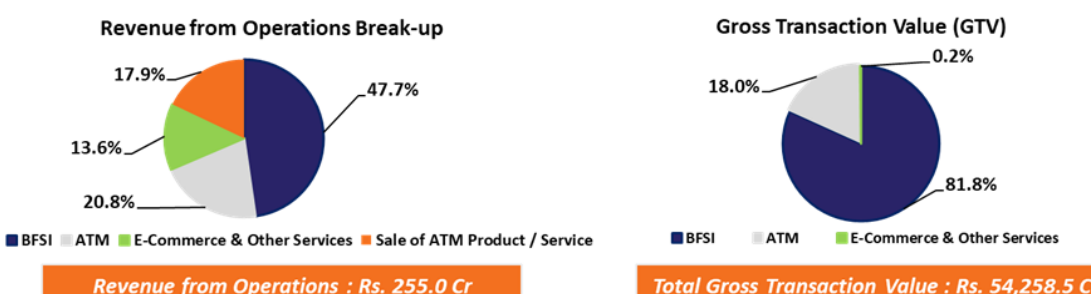 Revenue from Operations Break-up
17.9%
47.7%
13.6%
20.8%
BFSI ATM E-Commerce & Other Services Sale of ATM Product / Service
Revenue from Operations : Rs. 255.0 Cr
Gross Transaction Value (GTV)
0.2%
18.0%
81.8%
BFSI ATM E-Commerce & Other Services
Total Gross Transaction Value : Rs. 54,258.5